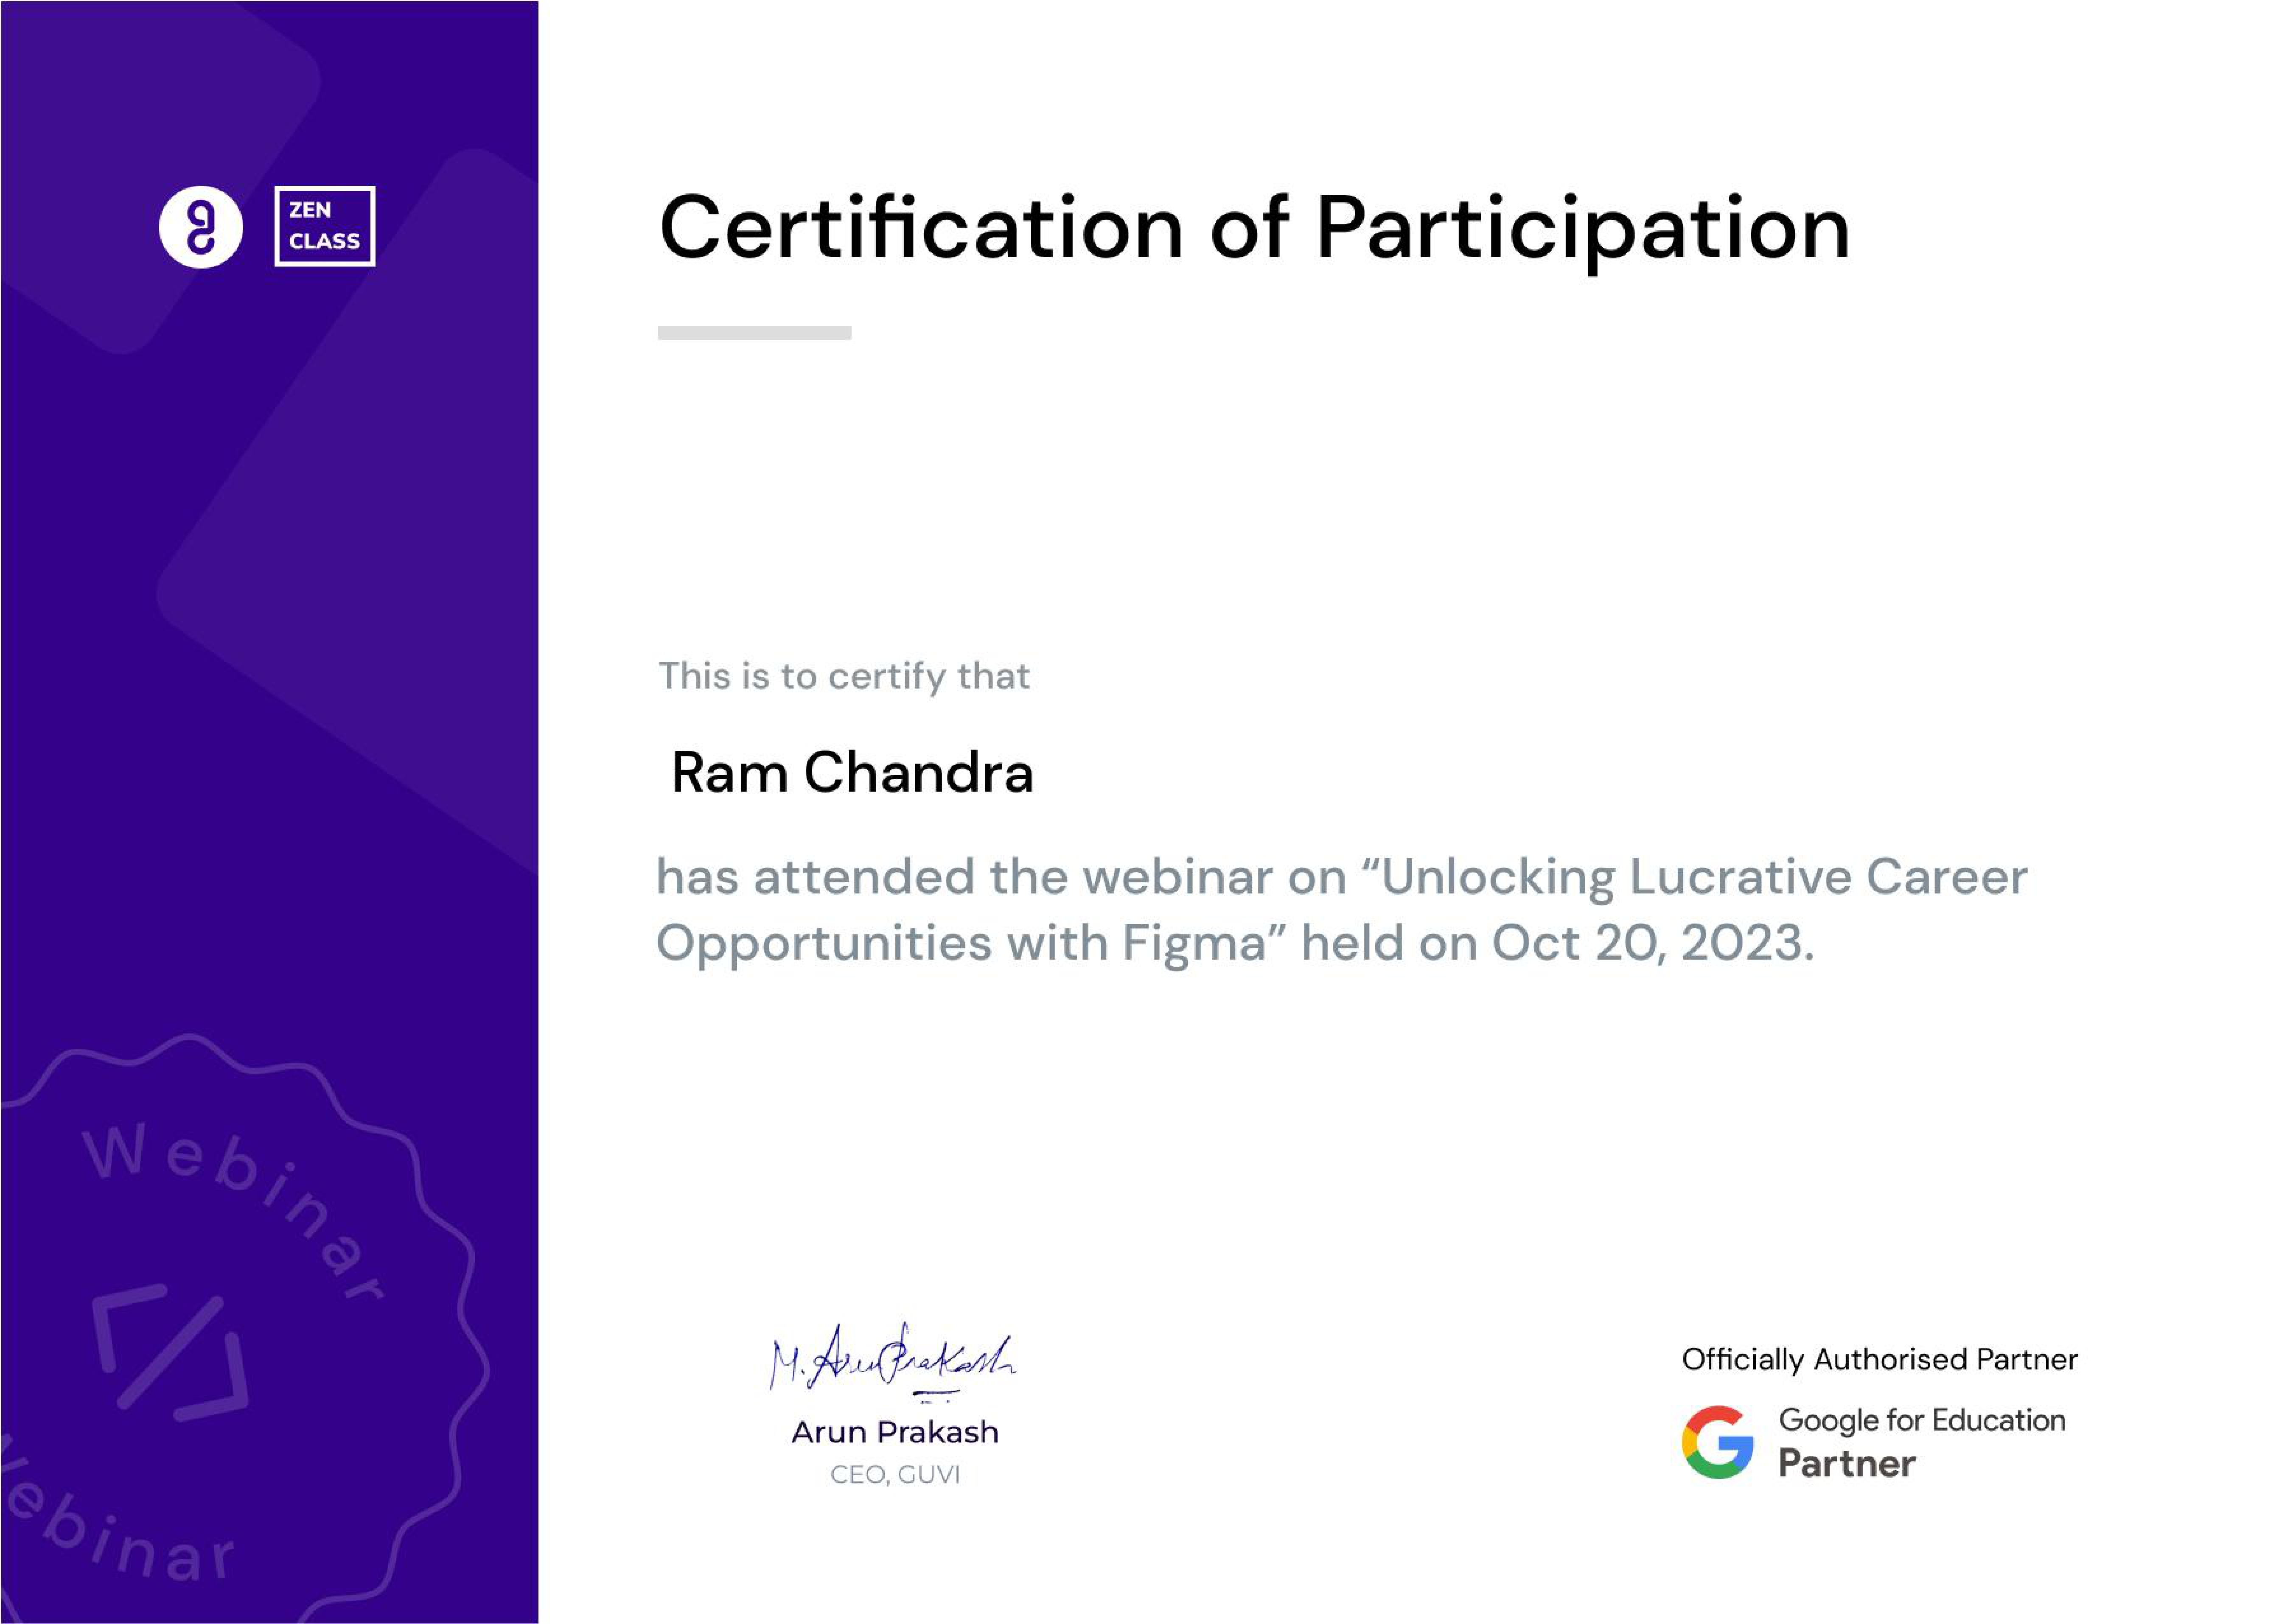 ZEN
CLASS
Certification of Participation
This is to certify that
Ram Chandra
has attended the webinar on “Unlocking Lucrative Career
Opportunities with Figma” held on Oct 20, 2023.
Webinar
</>
Webinar
M. Arun Prakash
Arun Prakash
CEO, GUVI
Officially Authorised Partner
Google for Education
Partner